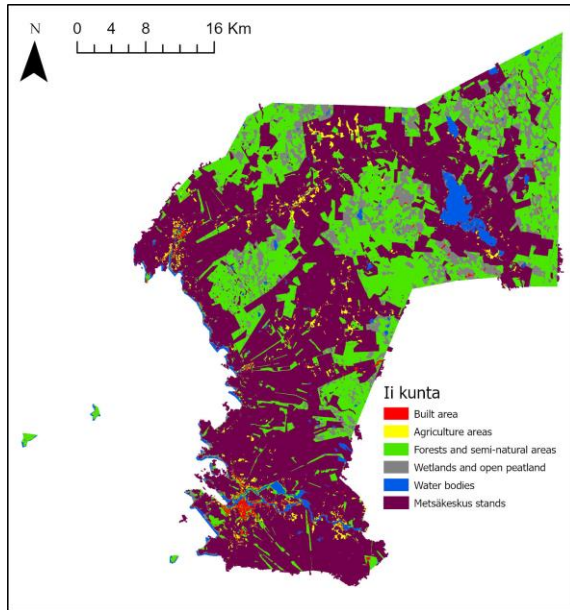 N
0 4 8 16 Km
Ii kunta
Built area
Agriculture areas
Forests and semi-natural areas
Wetlands and open peatland
Water bodies
Metsäkeskus stands